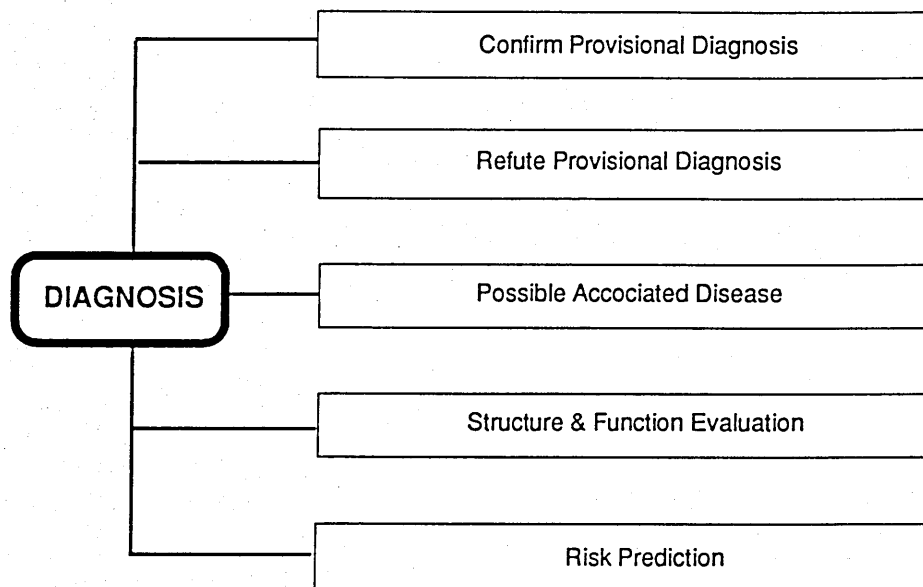 Confirm Provisional Diagnosis
Refute Provisional Diagnosis
DIAGNOSIS
Possible Accociated Disease
Structure & Function Evaluation
Risk Prediction